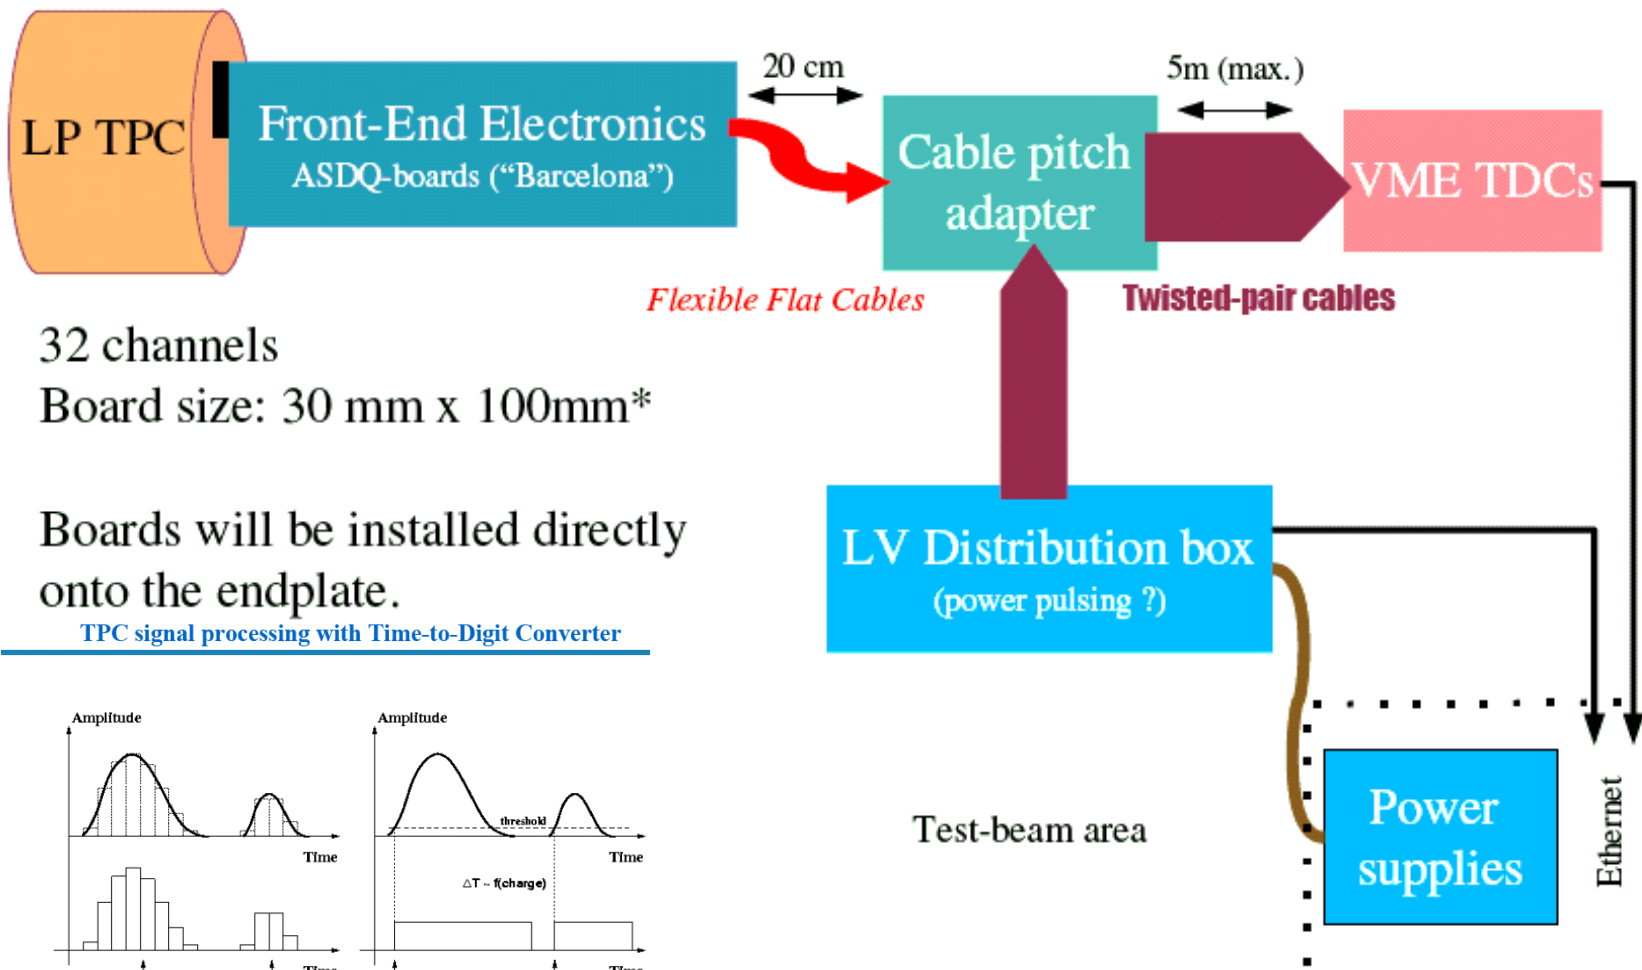 LP TPC
Front-End Electronics
ASDQ-boards (“Barcelona”)
20 cm
Cable pitch
adapter
5m (max.)
VME TDCs
Flexible Flat Cables
Twisted-pair cables
32 channels
Board size: 30 mm x 100mm*
Boards will be installed directly
onto the endplate.
LV Distribution box
(power pulsing ?)
TPC signal processing with Time-to-Digit Converter
Amplitude
Time
Time
Amplitude
threshold
Time
△T ~ f(charge)
Time
Test-beam area
Power
supplies
Ethernet